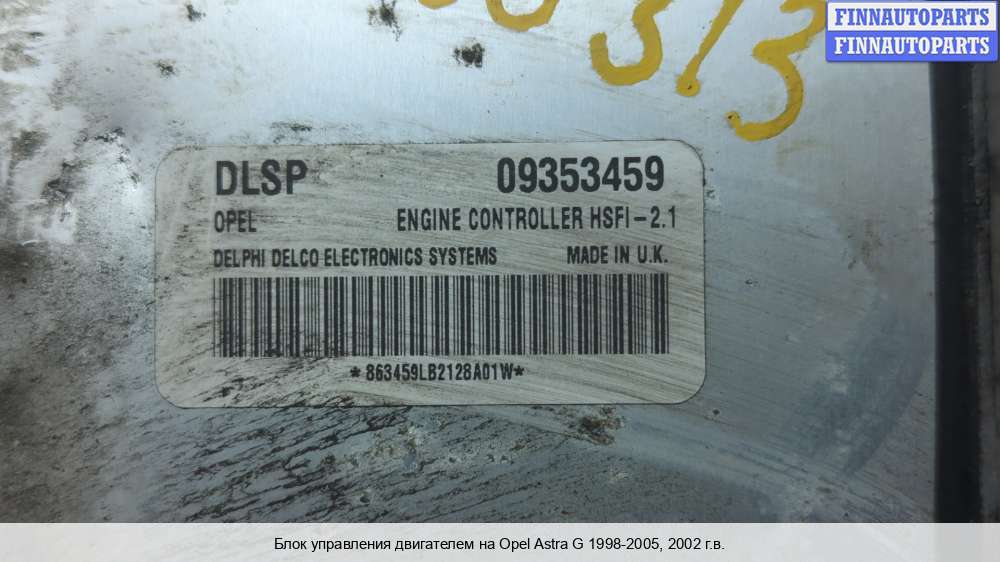 313
FINNAUTOPARTS
FINNAUTOPARTS
DLSP 09353459
OPEL ENGINE CONTROLLER HSFI-2.1
DELPHI DELCO ELECTRONICS SYSTEMS MADE IN U.K.
*863459LB2128A01W*
Блок управления двигателем на Opel Astra G 1998-2005, 2002 г.в.